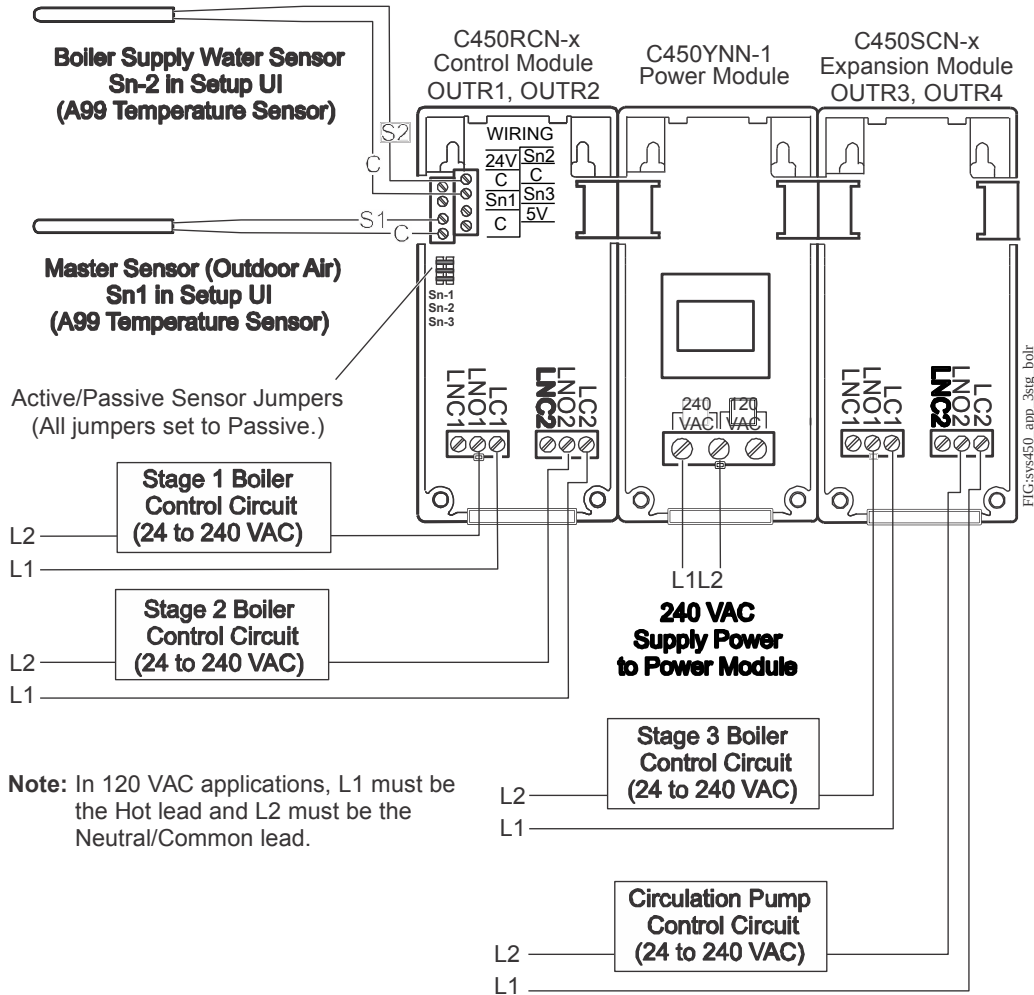 Boiler Supply Water Sensor
Sn-2 in Setup UI
(A99 Temperature Sensor)
C450RCN-x
Control Module
OUTR1, OUTR2
C450YNN-1
Power Module
C450SCN-x
Expansion Module
OUTR3, OUTR4
S2
C
S1
C
WIRING
24V
C
Sn1
C
Sn2
C
Sn3
5V
Master Sensor (Outdoor Air)
Sn1 in Setup UI
(A99 Temperature Sensor)
Sn-1
Sn-2
Sn-3
Active/Passive Sensor Jumpers
(All jumpers set to Passive.)
LNC1
LNO1
LC1
LNC2
LNO2
LC2
240
VAC
120
VAC
LNC1
LNO1
LC1
LNC2
LNO2
LC2
FIG:sys450_app_3stg_bolr
Stage 1 Boiler
Control Circuit
(24 to 240 VAC)
L2
L1
Stage 2 Boiler
Control Circuit
(24 to 240 VAC)
L2
L1
L1L2
240 VAC
Supply Power
to Power Module
Stage 3 Boiler
Control Circuit
(24 to 240 VAC)
L2
L1
Note: In 120 VAC applications, L1 must be
the Hot lead and L2 must be the
Neutral/Common lead.
Circulation Pump
Control Circuit
(24 to 240 VAC)
L2
L1